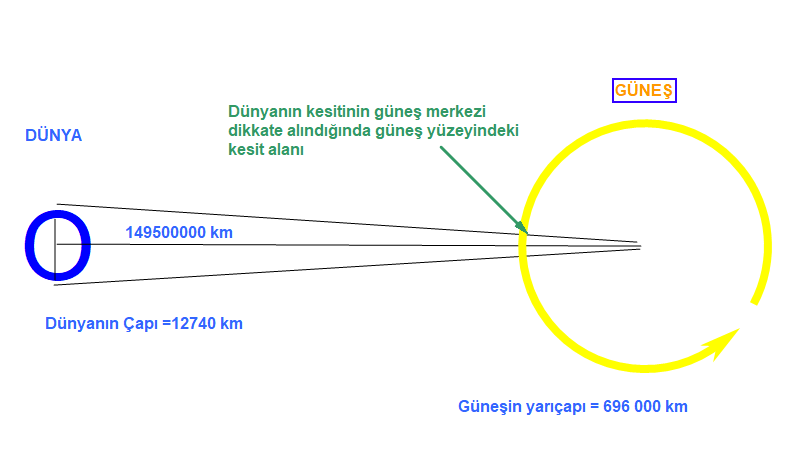 GÜNEŞ
Dünyanın kesitinin güneş merkezi
dikkate alındığında güneş yüzeyindeki
kesit alanı
DÜNYA
149500000 km
Dünyanın Çapı =12740 km
Güneşin yarıçapı = 696 000 km